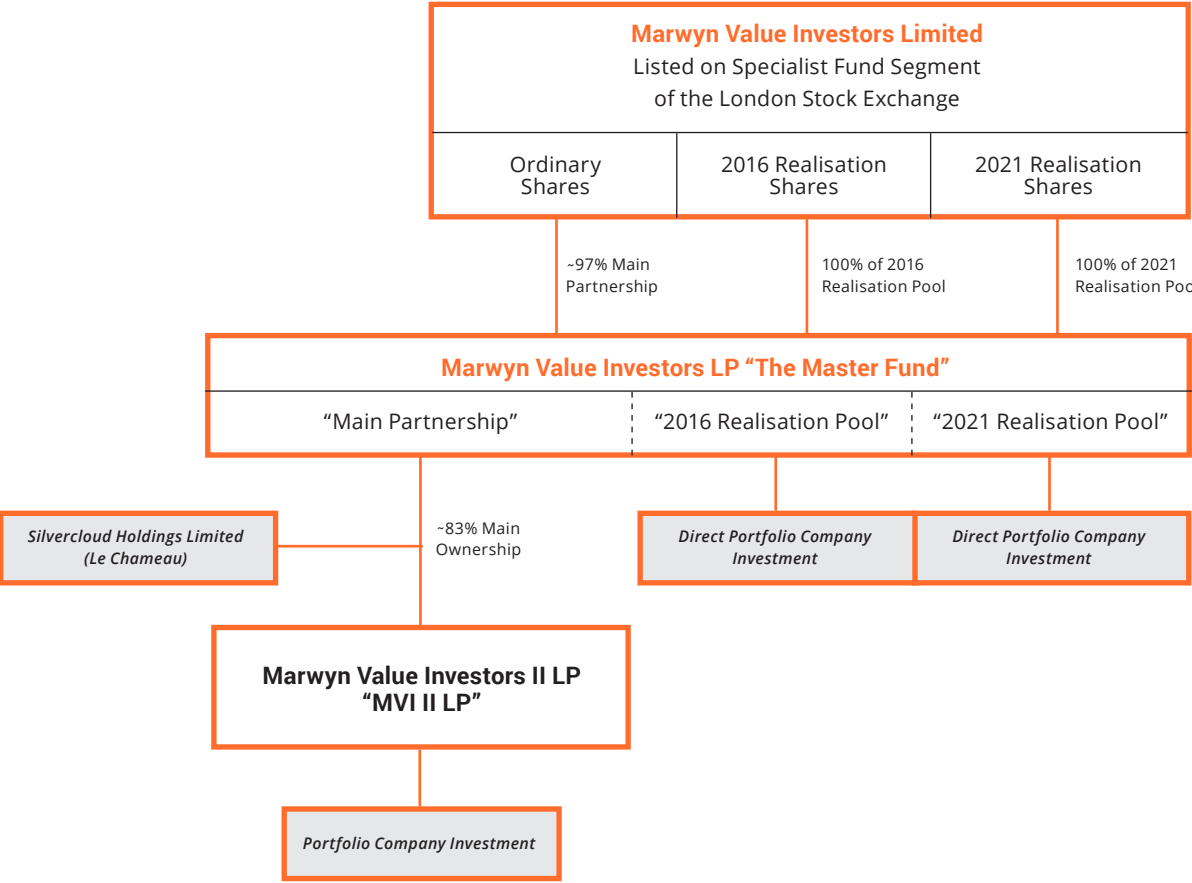 Marwyn Value Investors Limited
Listed on Specialist Fund Segment
of the London Stock Exchange
Ordinary
Shares
2016 Realisation
Shares
2021 Realisation
Shares
~97% Main
Partnership
100% of 2016
Realisation Pool
100% of 2021
Realisation Poo
Marwyn Value Investors LP “The Master Fund”
“Main Partnership”
“2016 Realisation Pool”
“2021 Realisation Pool”
Silvercloud Holdings Limited
(Le Chameau)
~83% Main
Ownership
Direct Portfolio Company
Investment
Direct Portfolio Company
Investment
Marwyn Value Investors II LP
“MVI II LP”
Portfolio Company Investment